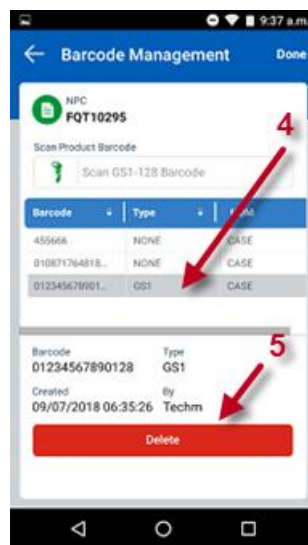 9:37 a.m.
Barcode Management Done
NPC
FQT10295
4
Scan Product Barcode
Scan GS1-128 Barcode
Barcode Type
455666 NONE CASE
010871764818... NONE CASE
012345678901... GS1 CASE
5
Barcode Type
01234567890128 GS1
Created By
09/07/2018 06:35:26 Techm
Delete